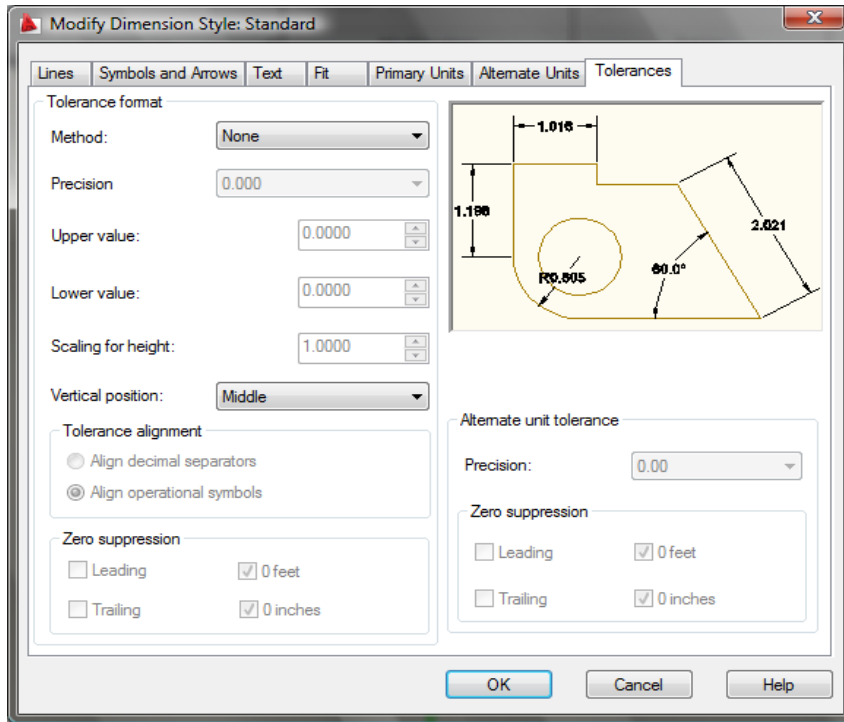 Modify Dimension Style: Standard
Lines Symbols and Arrows Text Fit Primary Units Alternate Units Tolerances
Tolerance format
Method: None
Precision 0.000
Upper value: 0.0000
Lower value: 0.0000
Scaling for height: 1.0000
Vertical position: Middle
Tolerance alignment
Align decimal separators
Align operational symbols
Zero suppression
Leading 0 feet
Trailing 0 inches
1.016
1.196
2.021
R0.805
60.0°
Alternate unit tolerance
Precision: 0.00
Zero suppression
Leading 0 feet
Trailing 0 inches
OK Cancel Help